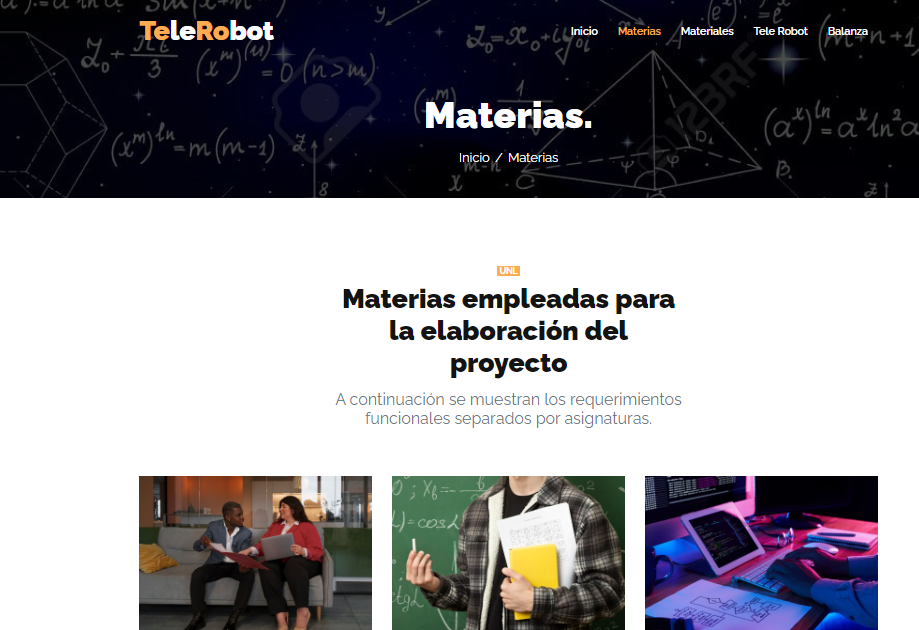 TeleRobot
Inicio Materias Materiales Tele Robot Balanza
Materias.
Inicio / Materias
UNL
Materias empleadas para
la elaboración del
proyecto
A continuación se muestran los requerimientos
funcionales separados por asignaturas.